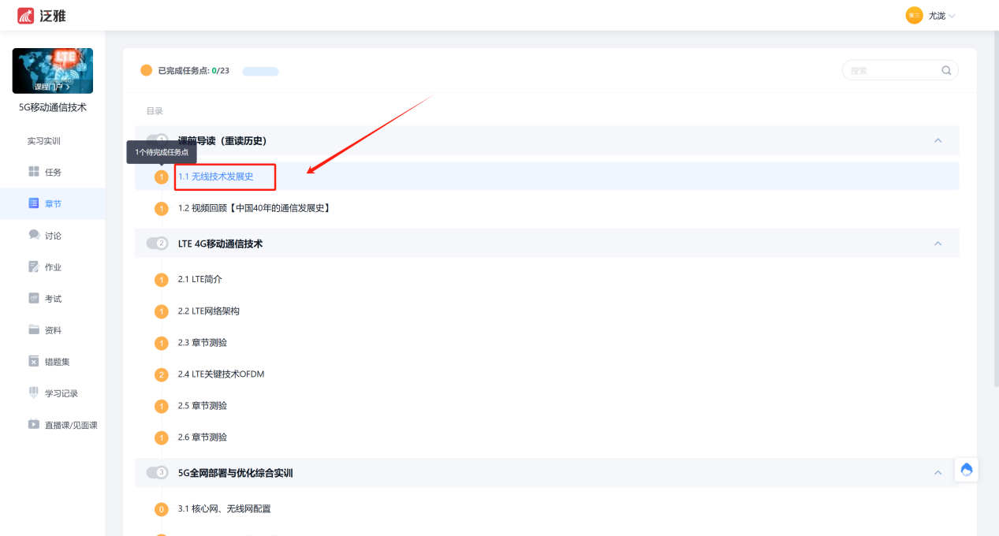 泛雅
张三
尤泷
LTE
课程门户 >
5G移动通信技术
实习实训
任务
章节
讨论
作业
考试
资料
错题集
学习记录
直播课/见面课
已完成任务点: 0/23
搜索
目录
1
课前导读（重读历史）
1个待完成任务点
1
1.1 无线技术发展史
1
1.2 视频回顾【中国40年的通信发展史】
2
LTE 4G移动通信技术
1
2.1 LTE简介
1
2.2 LTE网络架构
1
2.3 章节测验
2
2.4 LTE关键技术OFDM
1
2.5 章节测验
1
2.6 章节测验
3
5G全网部署与优化综合实训
0
3.1 核心网、无线网配置